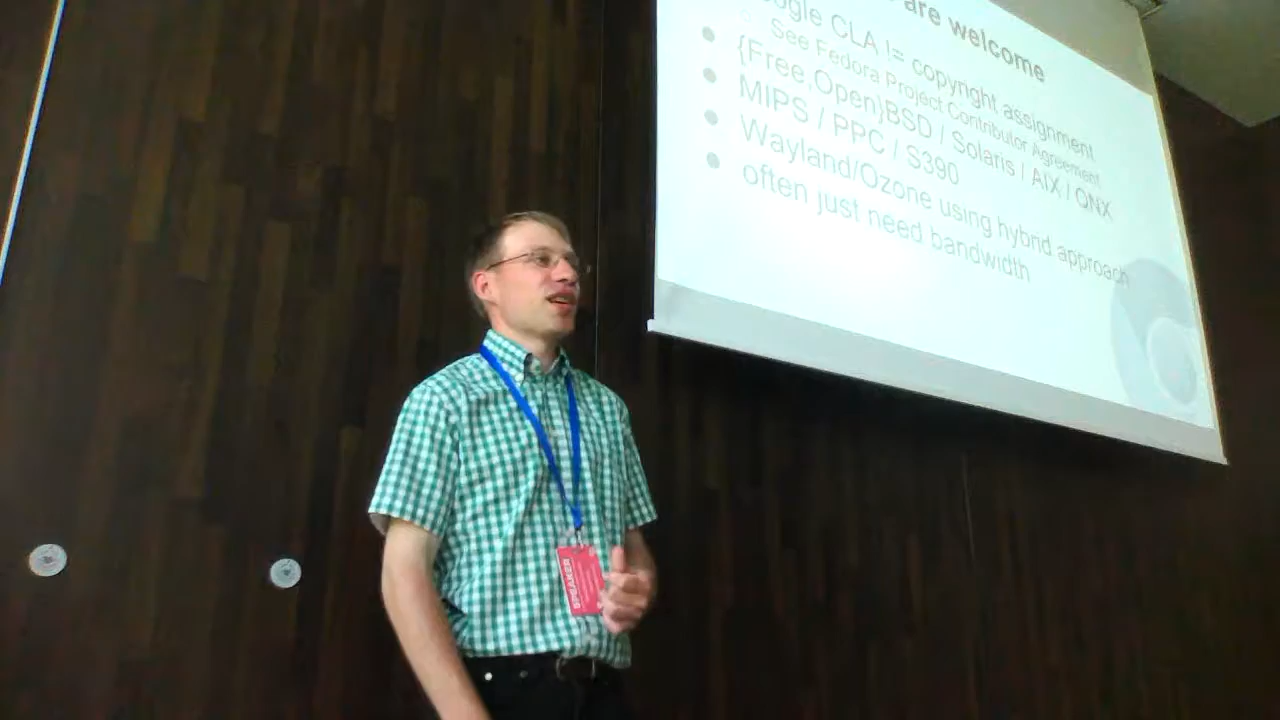 are welcome
CLA != copyright assignment
See Fedora Project Contributor Agreement
{Free,Open}BSD / Solaris / AIX / QNX
MIPS / PPC / S390
Wayland/Ozone using hybrid approach
often just need bandwidth
SPEAKER